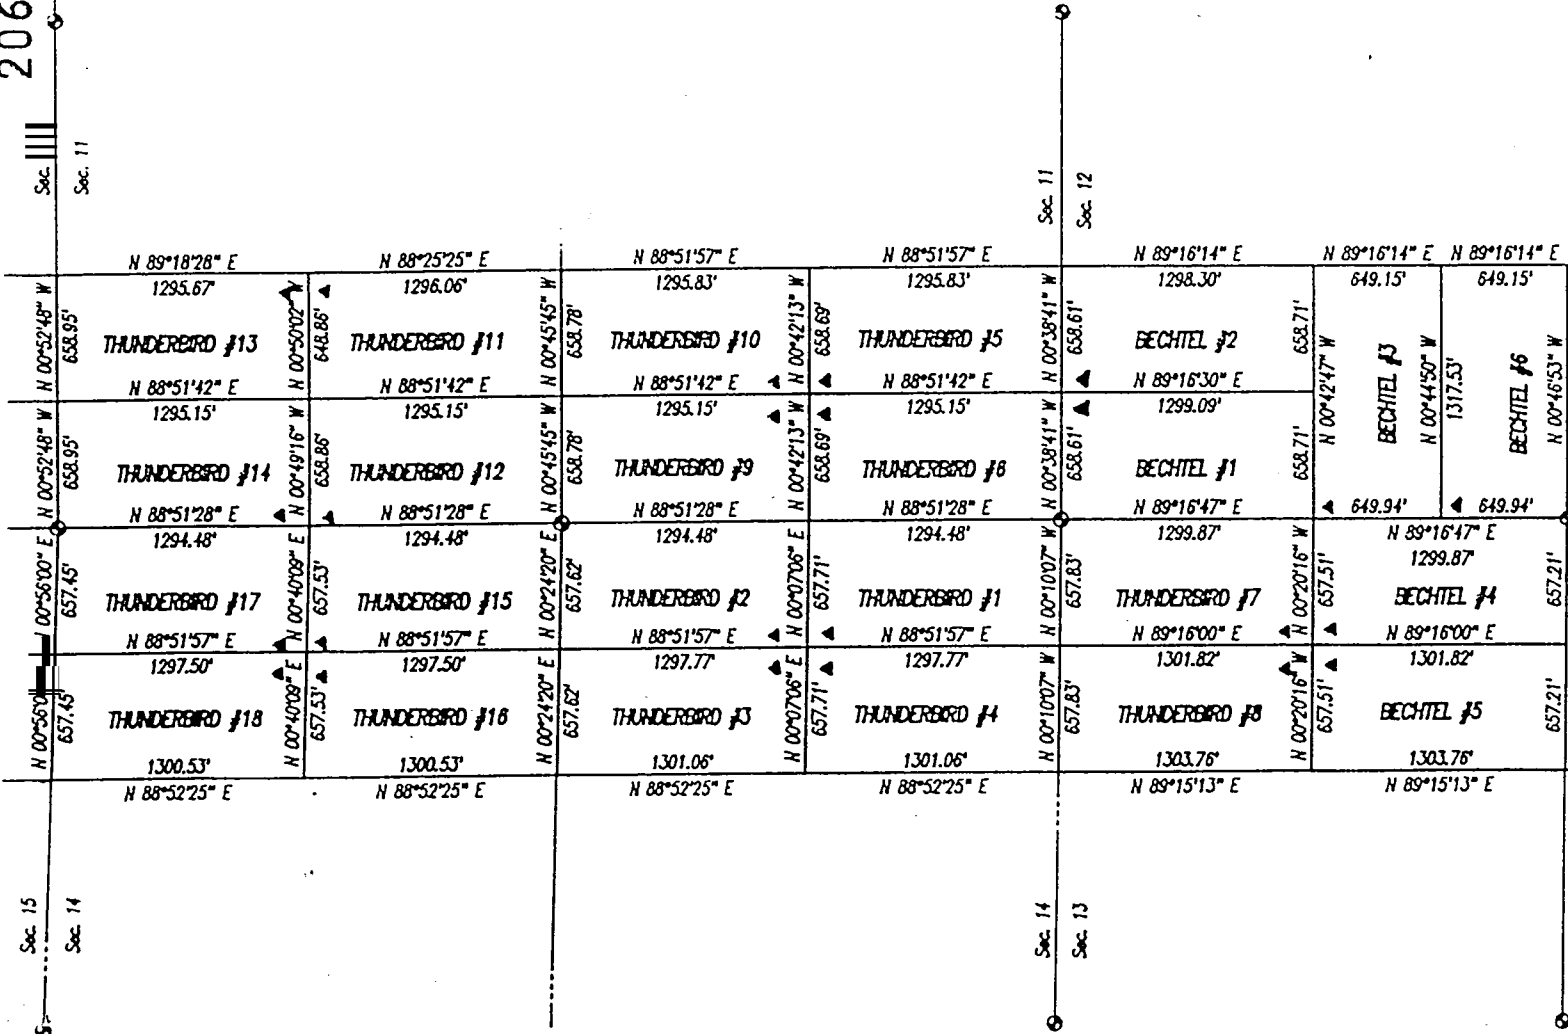 206
Sec.
Sec. 11
Sec. 11
Sec. 12
N 89°18'28" E
N 88°25'25" E
N 88°51'57" E
N 88°51'57" E
N 89°16'14" E
N 89°16'14" E
N 89°16'14" E
1295.67'
1296.06'
1295.83'
1295.83'
1298.30'
649.15'
649.15'
N 00°52'48" W
658.95'
THUNDERBIRD #13
N 00°50'02" W
648.86'
THUNDERBIRD #11
N 00°45'45" W
658.78'
THUNDERBIRD #10
N 00°42'13" W
658.69'
THUNDERBIRD #5
N 00°38'41" W
658.61'
BECHTEL #2
658.71'
N 00°42'47" W
BECHTEL #3
N 00°44'50" W
1317.53'
BECHTEL #6
N 00°46'53" W
N 88°51'42" E
N 88°51'42" E
N 88°51'42" E
N 88°51'42" E
N 89°16'30" E
1295.15'
1295.15'
1295.15'
1295.15'
1299.09'
N 00°52'48" W
658.95'
THUNDERBIRD #14
N 00°49'16" W
658.86'
THUNDERBIRD #12
N 00°45'45" W
658.78'
THUNDERBIRD #9
N 00°42'13" W
658.69'
THUNDERBIRD #6
N 00°38'41" W
658.61'
BECHTEL #1
658.71'
N 88°51'28" E
N 88°51'28" E
N 88°51'28" E
N 88°51'28" E
N 89°16'47" E
649.94'
649.94'
1294.48'
1294.48'
1294.48'
1294.48'
1299.87'
N 89°16'47" E
1299.87'
N 00°56'00" E
657.45'
THUNDERBIRD #17
N 00°40'09" E
657.53'
THUNDERBIRD #15
N 00°24'20" E
657.62'
THUNDERBIRD #2
N 00°07'06" E
657.71'
THUNDERBIRD #1
N 00°10'07" W
657.83'
THUNDERBIRD #7
N 00°20'16" W
657.51'
BECHTEL #4
657.21'
N 88°51'57" E
N 88°51'57" E
N 88°51'57" E
N 88°51'57" E
N 89°16'00" E
N 89°16'00" E
1297.50'
1297.50'
1297.77'
1297.77'
1301.82'
1301.82'
N 00°56'0
657.45'
THUNDERBIRD #18
N 00°40'09" E
657.53'
THUNDERBIRD #16
N 00°24'20" E
657.62'
THUNDERBIRD #3
N 00°07'06" E
657.71'
THUNDERBIRD #4
N 00°10'07" W
657.83'
THUNDERBIRD #8
N 00°20'16" W
657.51'
BECHTEL #5
657.21'
1300.53'
1300.53'
1301.06'
1301.06'
1303.76'
1303.76'
N 88°52'25" E
N 88°52'25" E
N 88°52'25" E
N 88°52'25" E
N 89°15'13" E
N 89°15'13" E
Sec. 15
Sec. 14
Sec. 14
Sec. 13